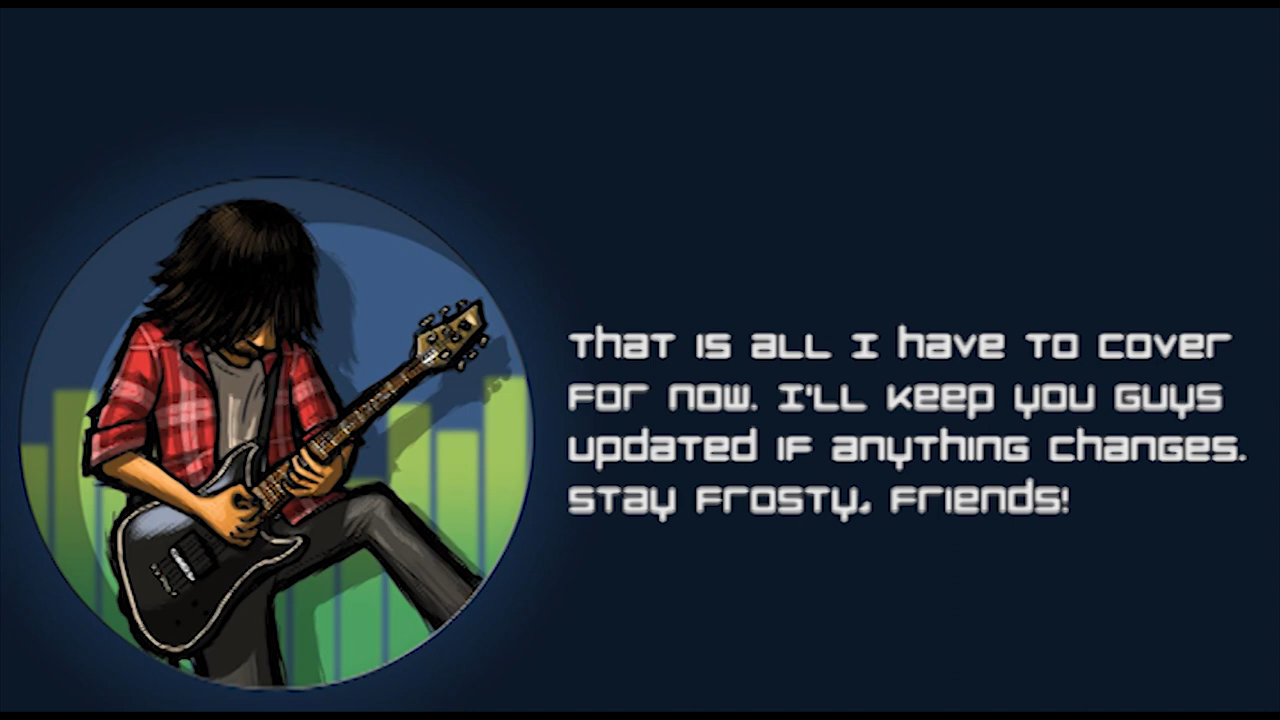 That is all I have to cover
for now. I'll keep you guys
updated if anything changes.
Stay frosty, friends!